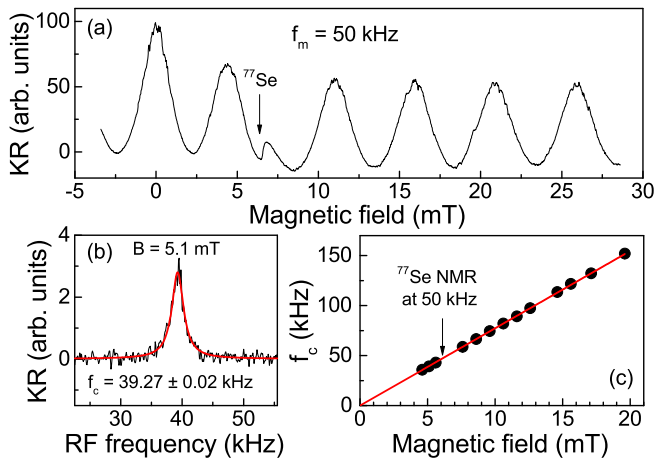 (a)
f_m = 50 kHz
⁷⁷Se
KR (arb. units)
100
50
0
-5 0 5 10 15 20 25 30
Magnetic field (mT)
(b)
B = 5.1 mT
f_c = 39.27 ± 0.02 kHz
KR (arb. units)
4
2
0
30 40 50
RF frequency (kHz)
⁷⁷Se NMR
at 50 kHz
(c)
f_c (kHz)
150
100
50
0
0 5 10 15 20
Magnetic field (mT)